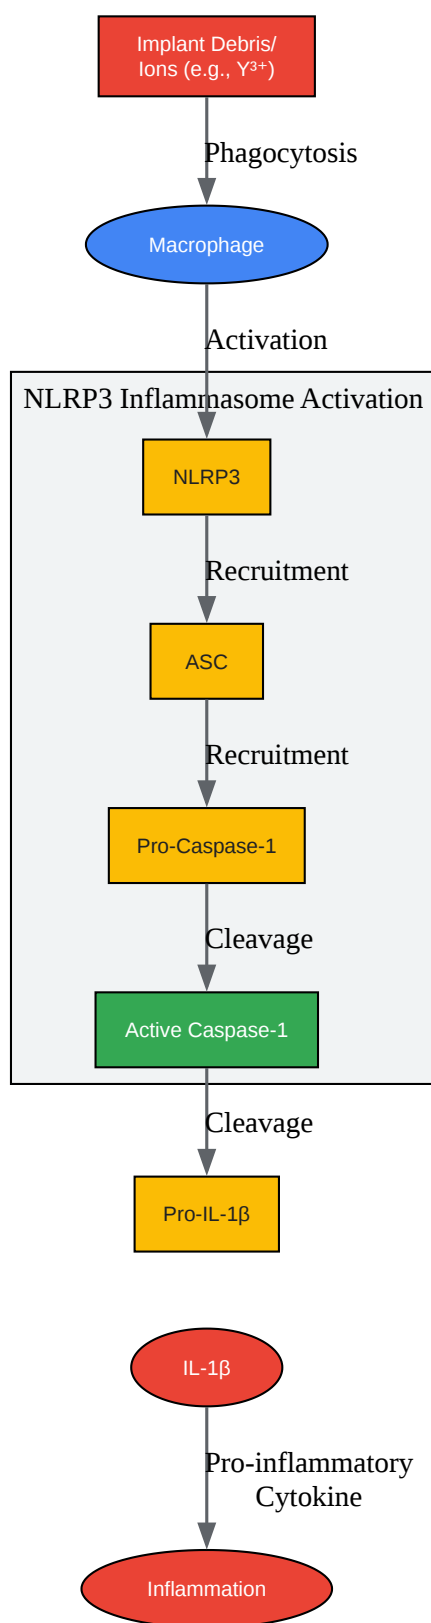 Implant Debris/
Ions (e.g., Y³⁺)
Phagocytosis
Macrophage
Activation
NLRP3 Inflammasome Activation
NLRP3
Recruitment
ASC
Recruitment
Pro-Caspase-1
Cleavage
Active Caspase-1
Cleavage
Pro-IL-1β
IL-1β
Pro-inflammatory
Cytokine
Inflammation